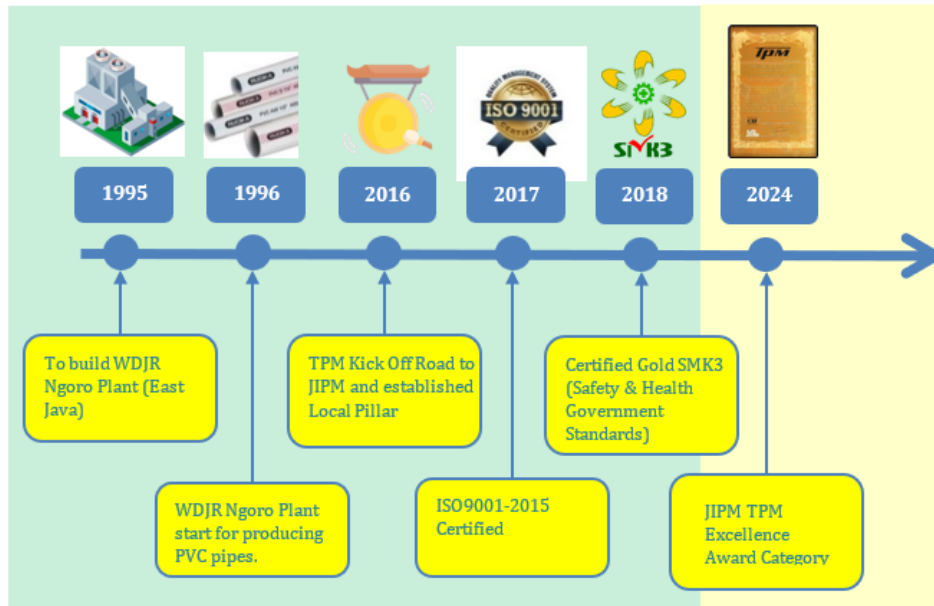 TPM
ISO 9001
CERTIFIED
SMK3
1995
1996
2016
2017
2018
2024
To build WDJR
Ngoro Plant (East
Java)
TPM Kick Off Road to
JIPM and established
Local Pillar
Certified Gold SMK3
(Safety & Health
Government
Standards)
WDJR Ngoro Plant
start for producing
PVC pipes.
ISO9001-2015
Certified
JIPM TPM
Excellence
Award Category